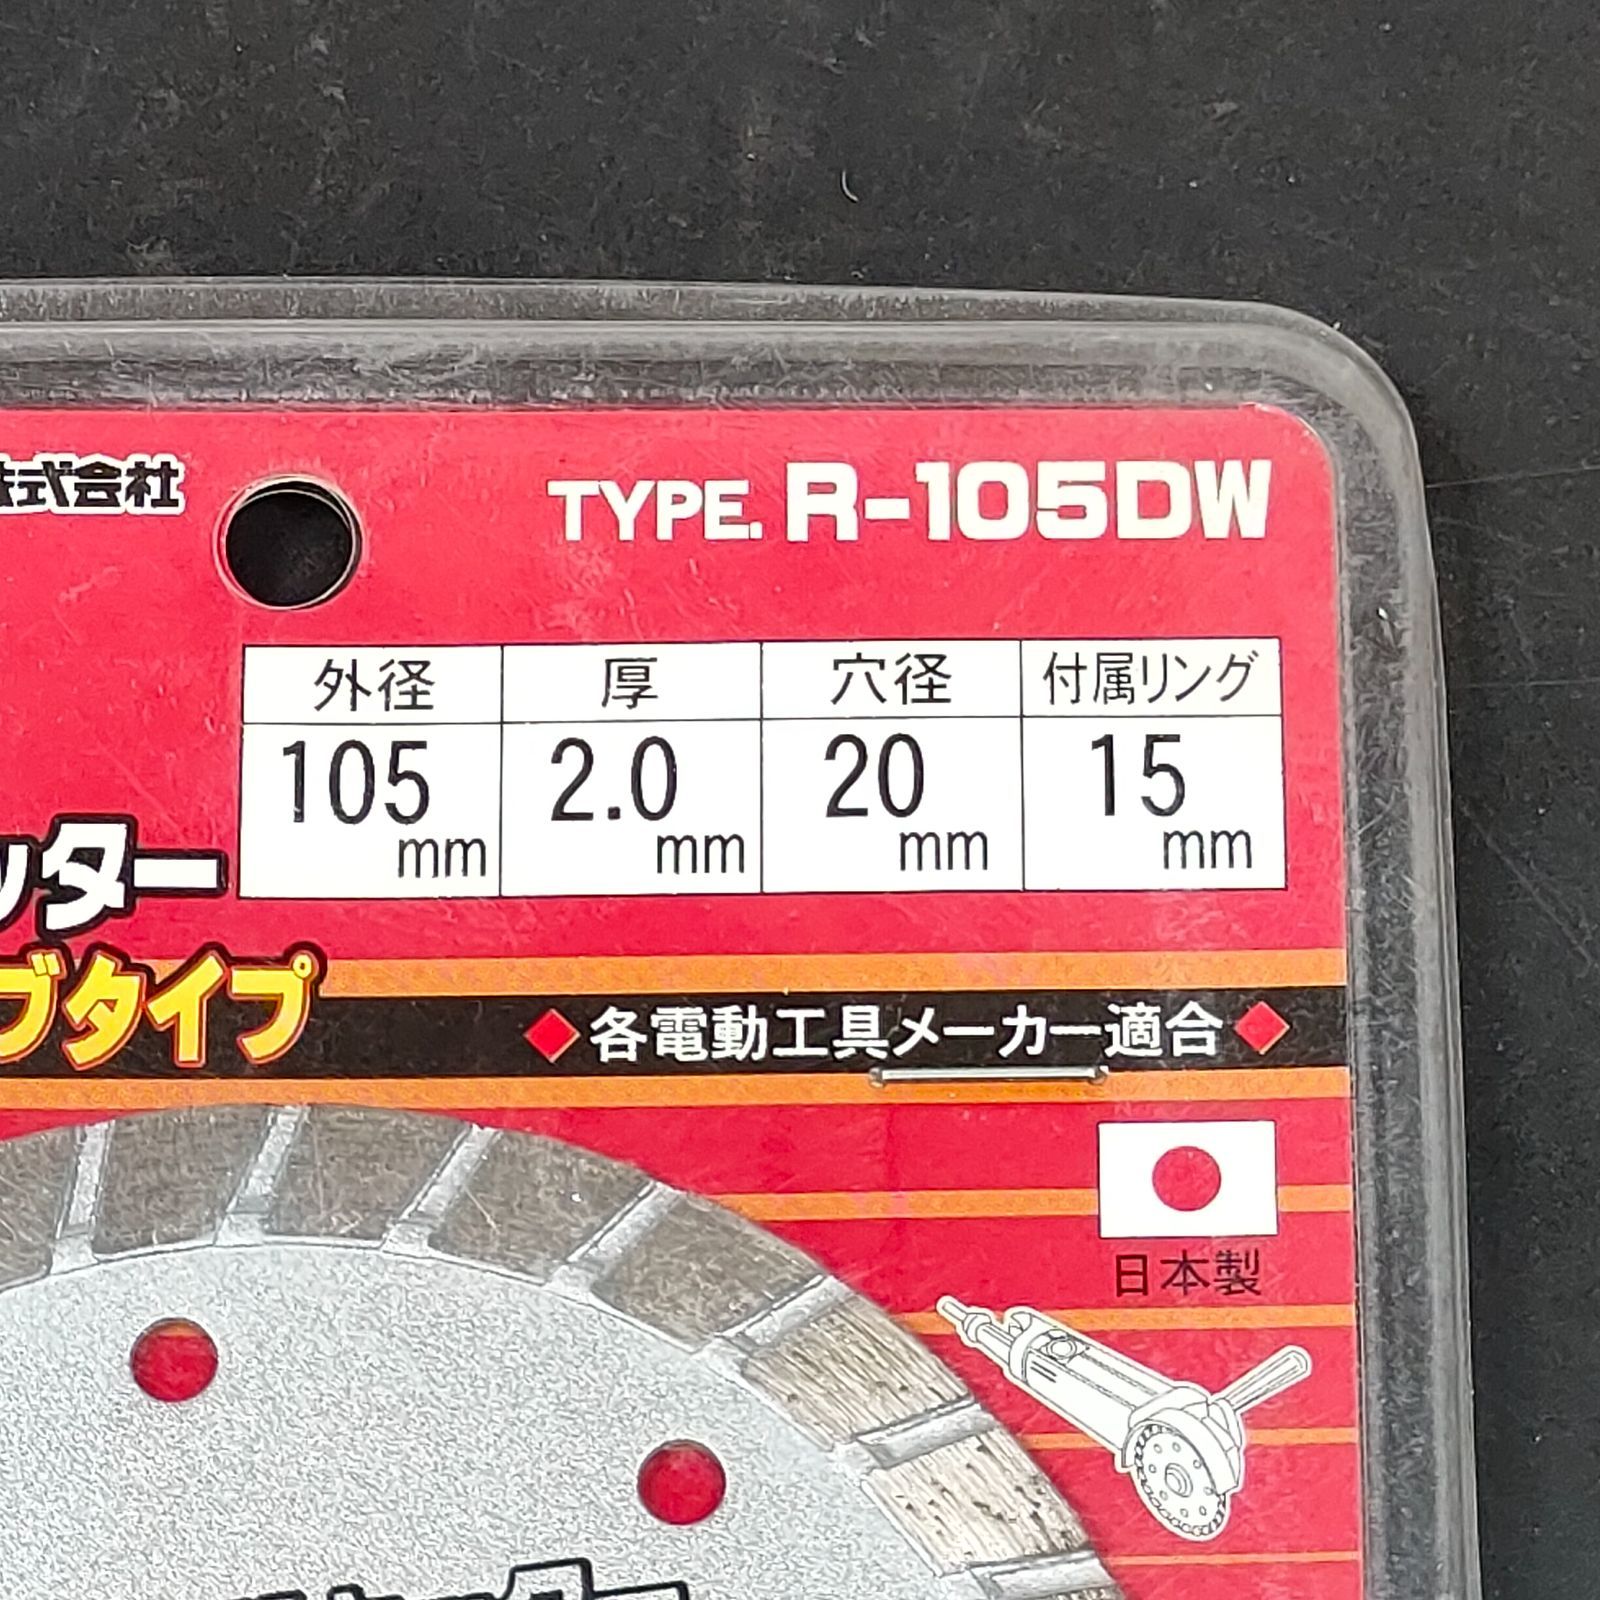 株式会社
TYPE. R-105DW
外径 厚 穴径 付属リング
105 mm 2.0 mm 20 mm 15 mm
ッター
ブタイプ
◆各電動工具メーカー適合◆
日本製